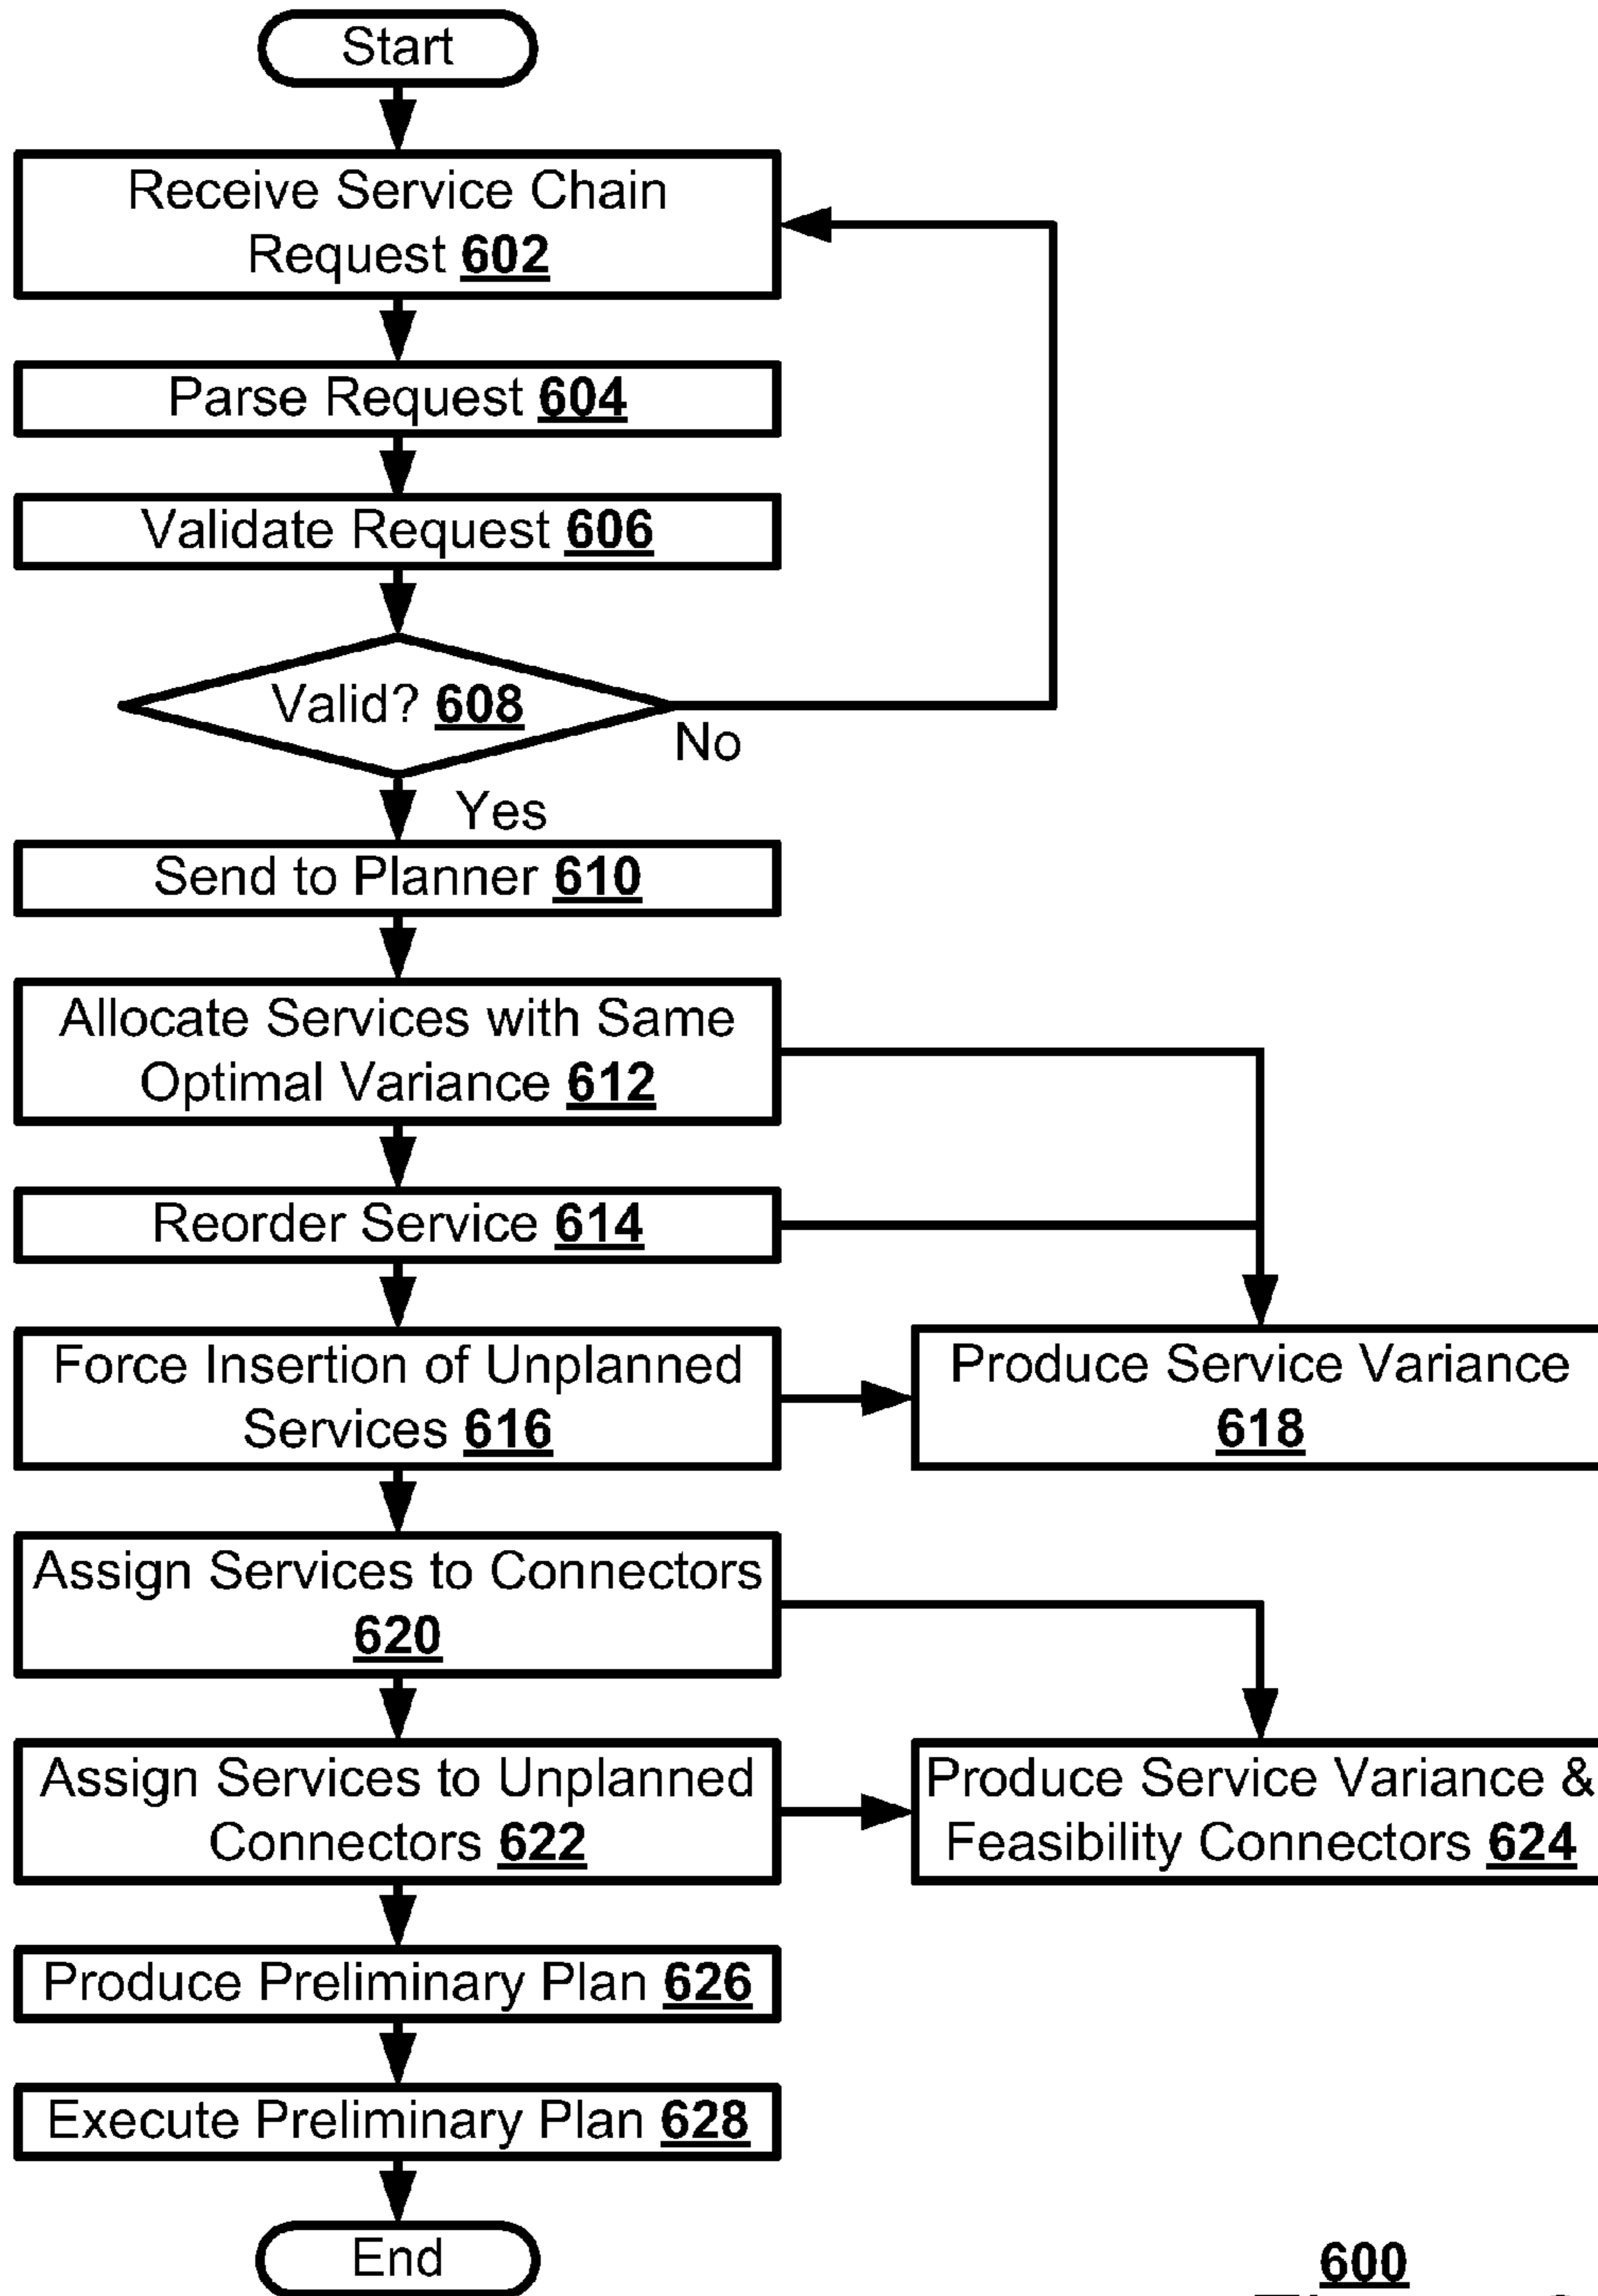 Start
Receive Service Chain
Request 602
Parse Request 604
Validate Request 606
Valid? 608
No
Yes
Send to Planner 610
Allocate Services with Same
Optimal Variance 612
Reorder Service 614
Force Insertion of Unplanned
Services 616
Produce Service Variance
618
Assign Services to Connectors
620
Assign Services to Unplanned
Connectors 622
Produce Service Variance &
Feasibility Connectors 624
Produce Preliminary Plan 626
Execute Preliminary Plan 628
End
600